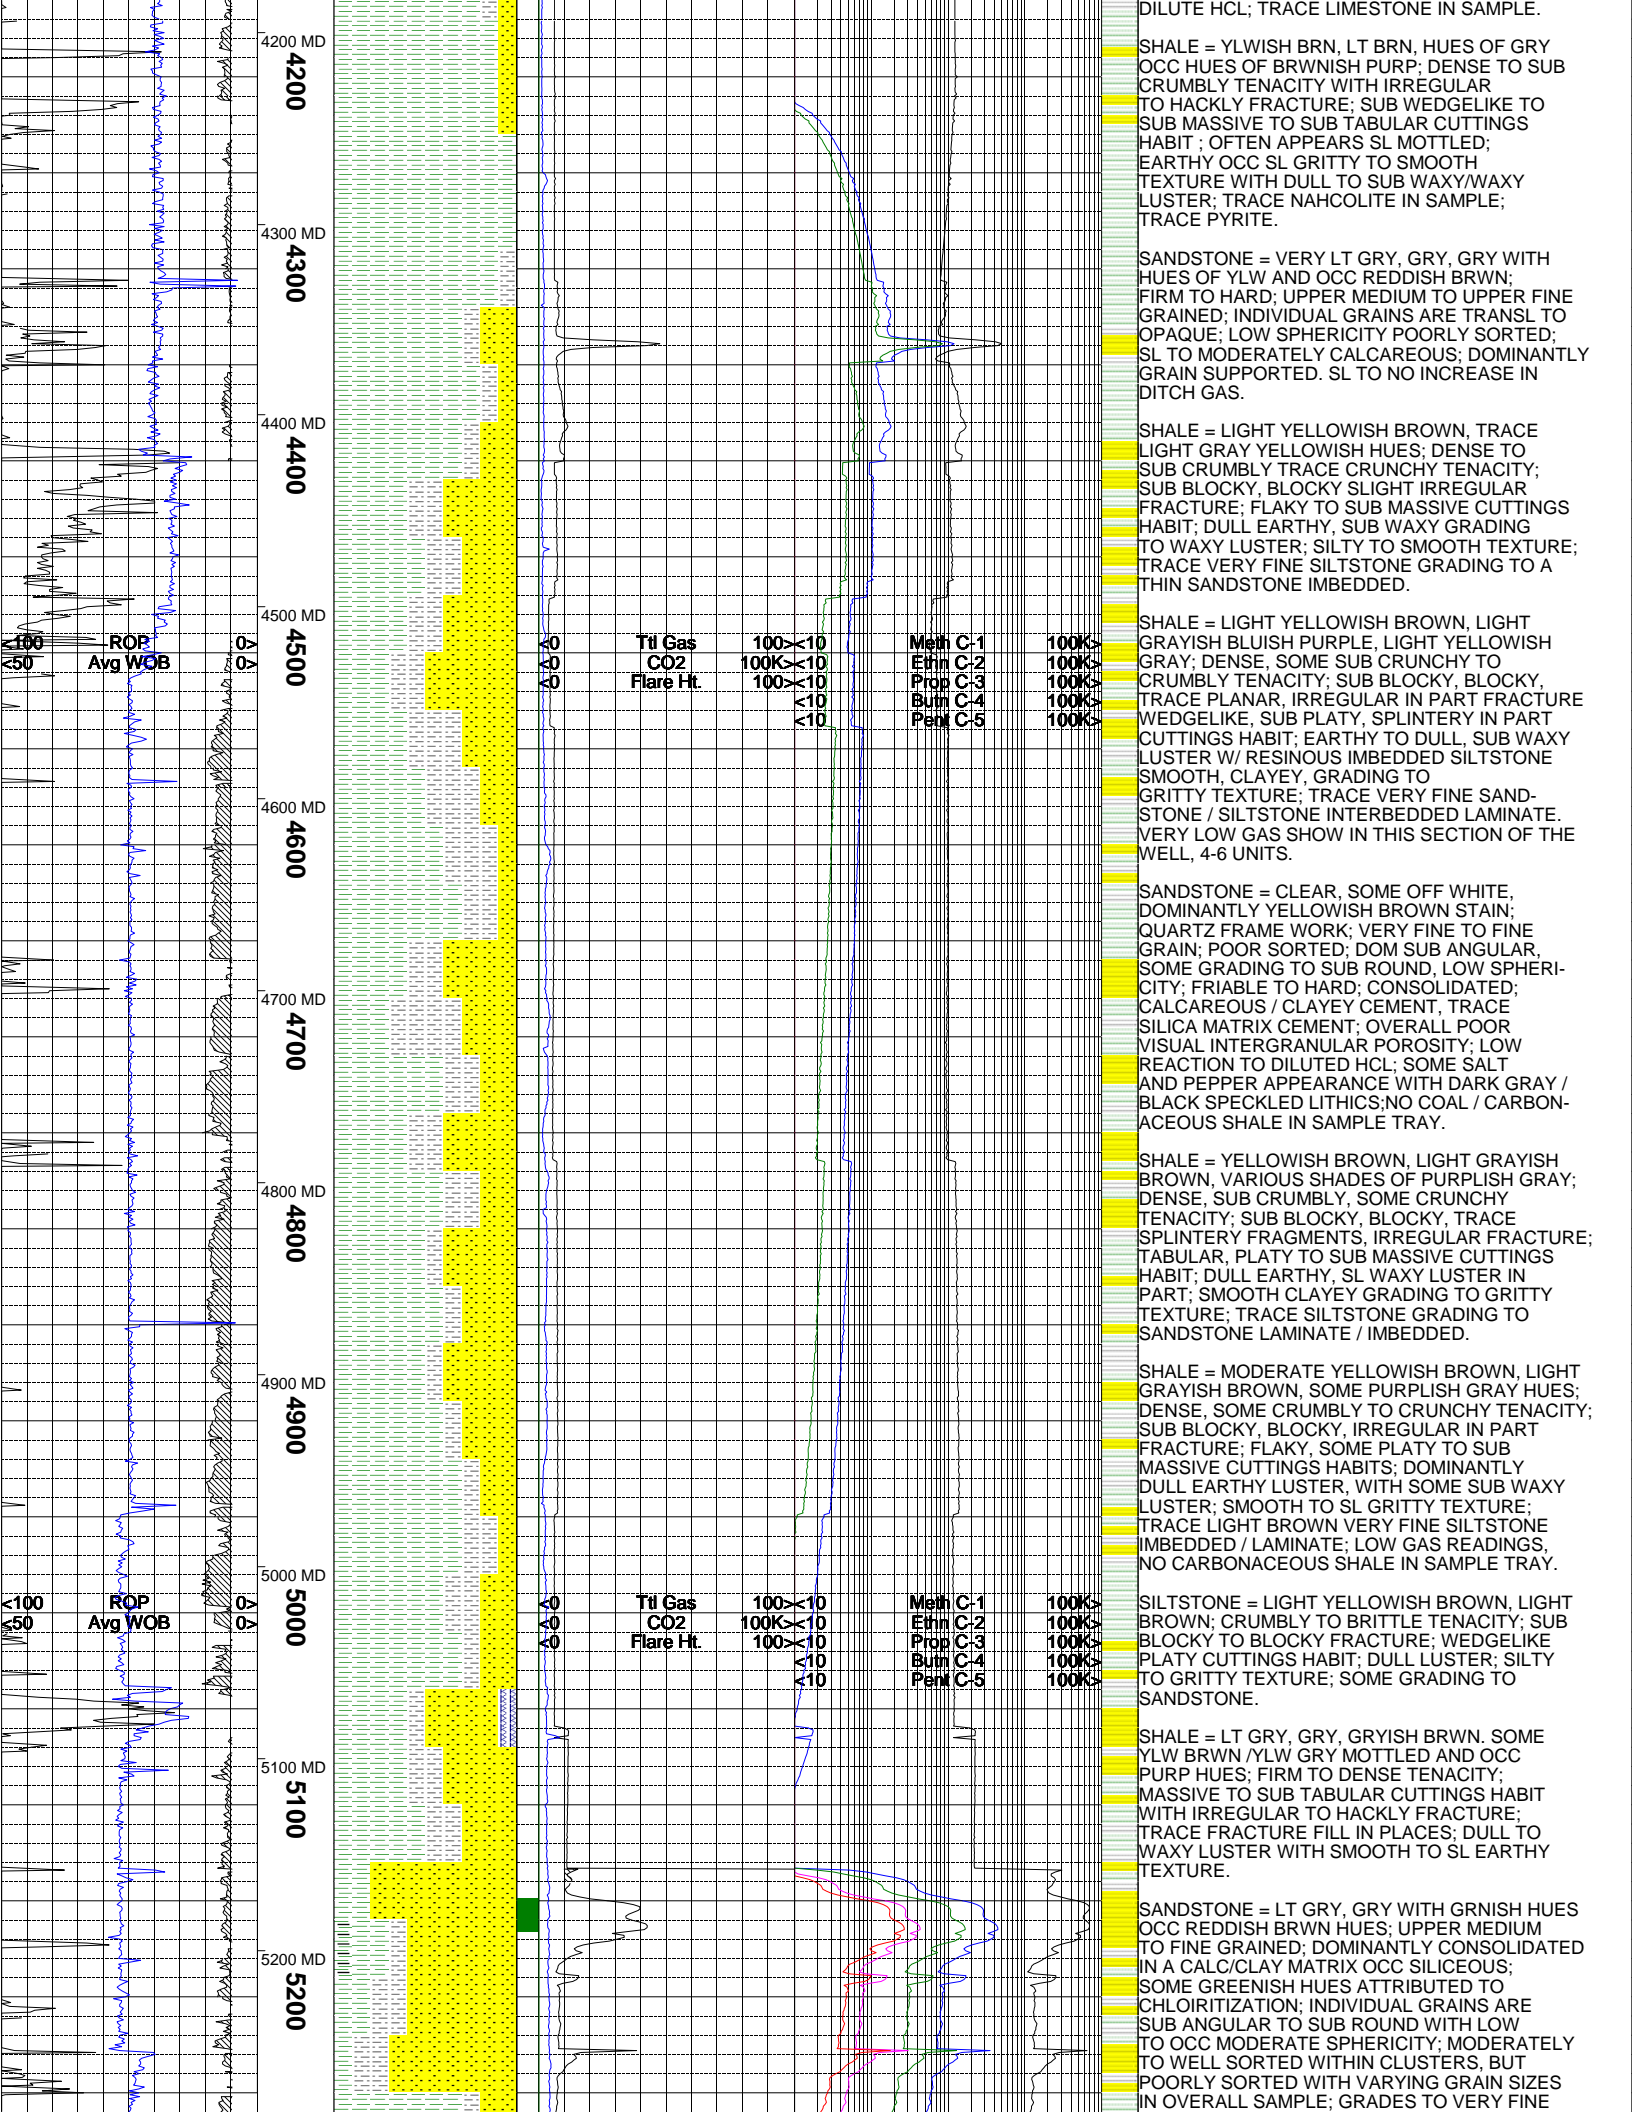 DILUTE HCL; TRACE LIMESTONE IN SAMPLE.
4200 MD
4200
SHALE = YLWISH BRN, LT BRN, HUES OF GRY
OCC HUES OF BRWNISH PURP; DENSE TO SUB
CRUMBLY TENACITY WITH IRREGULAR
TO HACKLY FRACTURE; SUB WEDGELIKE TO
SUB MASSIVE TO SUB TABULAR CUTTINGS
HABIT ; OFTEN APPEARS SL MOTTLED;
EARTHY OCC SL GRITTY TO SMOOTH
TEXTURE WITH DULL TO SUB WAXY/WAXY
LUSTER; TRACE NAHCOLITE IN SAMPLE;
TRACE PYRITE.
4300 MD
4300
SANDSTONE = VERY LT GRY, GRY, GRY WITH
HUES OF YLW AND OCC REDDISH BRWN;
FIRM TO HARD; UPPER MEDIUM TO UPPER FINE
GRAINED; INDIVIDUAL GRAINS ARE TRANSL TO
OPAQUE; LOW SPHERICITY POORLY SORTED;
SL TO MODERATELY CALCAREOUS; DOMINANTLY
GRAIN SUPPORTED. SL TO NO INCREASE IN
DITCH GAS.
4400 MD
4400
SHALE = LIGHT YELLOWISH BROWN, TRACE
LIGHT GRAY YELLOWISH HUES; DENSE TO
SUB CRUMBLY TRACE CRUNCHY TENACITY;
SUB BLOCKY, BLOCKY SLIGHT IRREGULAR
FRACTURE; FLAKY TO SUB MASSIVE CUTTINGS
HABIT; DULL EARTHY, SUB WAXY GRADING
TO WAXY LUSTER; SILTY TO SMOOTH TEXTURE;
TRACE VERY FINE SILTSTONE GRADING TO A
THIN SANDSTONE IMBEDDED.
4500 MD
4500
<100 ROP 0>
<50 Avg WOB 0>
<0 Ttl Gas 100>
<0 CO2 100K>
<0 Flare Ht. 100>
<10 Meth C-1 100K>
<10 Ethn C-2 100K>
<10 Prop C-3 100K>
<10 Butn C-4 100K>
<10 Pent C-5 100K>
SHALE = LIGHT YELLOWISH BROWN, LIGHT
GRAYISH BLUISH PURPLE, LIGHT YELLOWISH
GRAY; DENSE, SOME SUB CRUNCHY TO
CRUMBLY TENACITY; SUB BLOCKY, BLOCKY,
TRACE PLANAR, IRREGULAR IN PART FRACTURE
WEDGELIKE, SUB PLATY, SPLINTERY IN PART
CUTTINGS HABIT; EARTHY TO DULL, SUB WAXY
LUSTER W/ RESINOUS IMBEDDED SILTSTONE
SMOOTH, CLAYEY, GRADING TO
GRITTY TEXTURE; TRACE VERY FINE SAND-
STONE / SILTSTONE INTERBEDDED LAMINATE.
VERY LOW GAS SHOW IN THIS SECTION OF THE
WELL, 4-6 UNITS.
4600 MD
4600
SANDSTONE = CLEAR, SOME OFF WHITE,
DOMINANTLY YELLOWISH BROWN STAIN;
QUARTZ FRAME WORK; VERY FINE TO FINE
GRAIN; POOR SORTED; DOM SUB ANGULAR,
SOME GRADING TO SUB ROUND, LOW SPHERI-
CITY; FRIABLE TO HARD; CONSOLIDATED;
CALCAREOUS / CLAYEY CEMENT, TRACE
SILICA MATRIX CEMENT; OVERALL POOR
VISUAL INTERGRANULAR POROSITY; LOW
REACTION TO DILUTED HCL; SOME SALT
AND PEPPER APPEARANCE WITH DARK GRAY /
BLACK SPECKLED LITHICS;NO COAL / CARBON-
ACEOUS SHALE IN SAMPLE TRAY.
4700 MD
4700
SHALE = YELLOWISH BROWN, LIGHT GRAYISH
BROWN, VARIOUS SHADES OF PURPLISH GRAY;
DENSE, SUB CRUMBLY, SOME CRUNCHY
TENACITY; SUB BLOCKY, BLOCKY, TRACE
SPLINTERY FRAGMENTS, IRREGULAR FRACTURE;
TABULAR, PLATY TO SUB MASSIVE CUTTINGS
HABIT; DULL EARTHY, SL WAXY LUSTER IN
PART; SMOOTH CLAYEY GRADING TO GRITTY
TEXTURE; TRACE SILTSTONE GRADING TO
SANDSTONE LAMINATE / IMBEDDED.
4800 MD
4800
SHALE = MODERATE YELLOWISH BROWN, LIGHT
GRAYISH BROWN, SOME PURPLISH GRAY HUES;
DENSE, SOME CRUMBLY TO CRUNCHY TENACITY;
SUB BLOCKY, BLOCKY, IRREGULAR IN PART
FRACTURE; FLAKY, SOME PLATY TO SUB
MASSIVE CUTTINGS HABITS; DOMINANTLY
DULL EARTHY LUSTER, WITH SOME SUB WAXY
LUSTER; SMOOTH TO SL GRITTY TEXTURE;
TRACE LIGHT BROWN VERY FINE SILTSTONE
IMBEDDED / LAMINATE; LOW GAS READINGS,
NO CARBONACEOUS SHALE IN SAMPLE TRAY.
4900 MD
4900
5000 MD
5000
<100 ROP 0>
<50 Avg WOB 0>
<0 Ttl Gas 100>
<0 CO2 100K>
<0 Flare Ht. 100>
<10 Meth C-1 100K>
<10 Ethn C-2 100K>
<10 Prop C-3 100K>
<10 Butn C-4 100K>
<10 Pent C-5 100K>
SILTSTONE = LIGHT YELLOWISH BROWN, LIGHT
BROWN; CRUMBLY TO BRITTLE TENACITY; SUB
BLOCKY TO BLOCKY FRACTURE; WEDGELIKE
PLATY CUTTINGS HABIT; DULL LUSTER; SILTY
TO GRITTY TEXTURE; SOME GRADING TO
SANDSTONE.
SHALE = LT GRY, GRY, GRYISH BRWN. SOME
YLW BRWN /YLW GRY MOTTLED AND OCC
PURP HUES; FIRM TO DENSE TENACITY;
MASSIVE TO SUB TABULAR CUTTINGS HABIT
WITH IRREGULAR TO HACKLY FRACTURE;
TRACE FRACTURE FILL IN PLACES; DULL TO
WAXY LUSTER WITH SMOOTH TO SL EARTHY
TEXTURE.
5100 MD
5100
SANDSTONE = LT GRY, GRY WITH GRNISH HUES
OCC REDDISH BRWN HUES; UPPER MEDIUM
TO FINE GRAINED; DOMINANTLY CONSOLIDATED
IN A CALC/CLAY MATRIX OCC SILICEOUS;
SOME GREENISH HUES ATTRIBUTED TO
CHLOIRITIZATION; INDIVIDUAL GRAINS ARE
SUB ANGULAR TO SUB ROUND WITH LOW
TO OCC MODERATE SPHERICITY; MODERATELY
TO WELL SORTED WITHIN CLUSTERS, BUT
POORLY SORTED WITH VARYING GRAIN SIZES
IN OVERALL SAMPLE; GRADES TO VERY FINE
5200 MD
5200